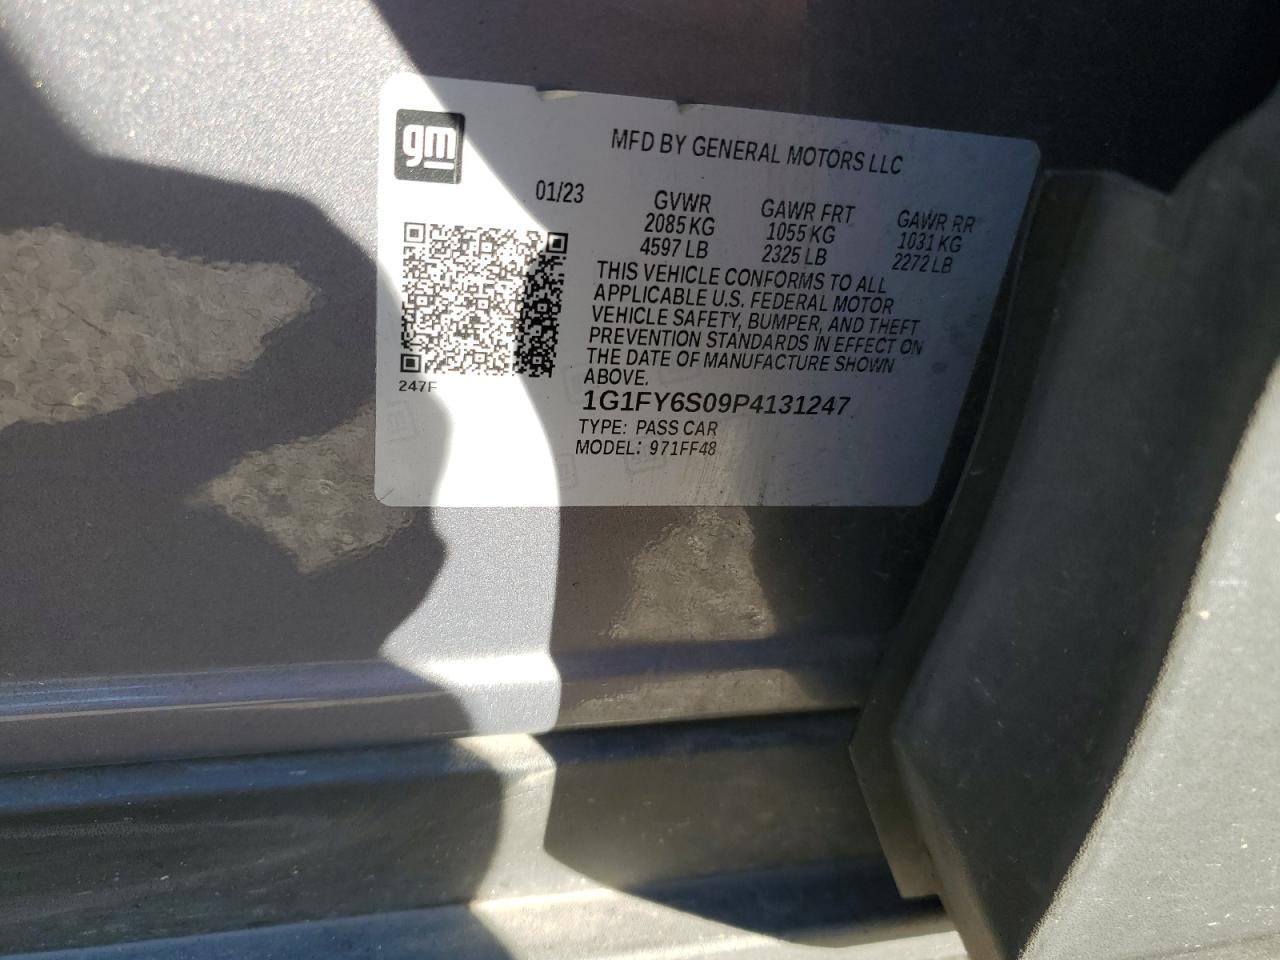 gm
MFD BY GENERAL MOTORS LLC
01/23
GVWR
2085 KG
4597 LB
GAWR FRT
1055 KG
2325 LB
GAWR RR
1031 KG
2272 LB
THIS VEHICLE CONFORMS TO ALL
APPLICABLE U.S. FEDERAL MOTOR
VEHICLE SAFETY, BUMPER, AND THEFT
PREVENTION STANDARDS IN EFFECT ON
THE DATE OF MANUFACTURE SHOWN
ABOVE.
247F
1G1FY6S09P4131247
TYPE: PASS CAR
MODEL: 971FF48